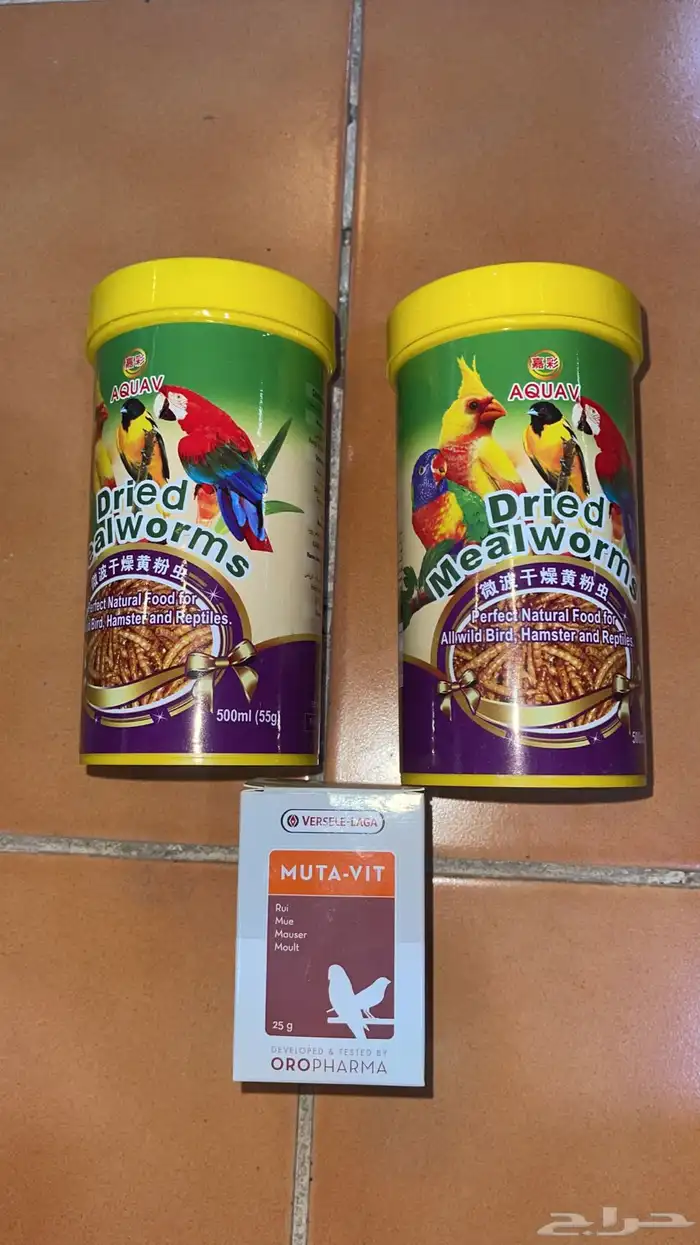 嘉彩
AQUAV
Dried
ealworms
微波干燥黄粉虫
Perfect Natural Food for
All wild Bird, Hamster and Reptiles.
500ml (55g)
嘉彩
AQUAV
Dried
Mealworms
微波干燥黄粉虫
Perfect Natural Food for
All wild Bird, Hamster and Reptiles.
VERSELE-LAGA
MUTA-VIT
Rui
Mue
Mauser
Moult
25 g
DEVELOPED & TESTED BY
OROPHARMA
حراج